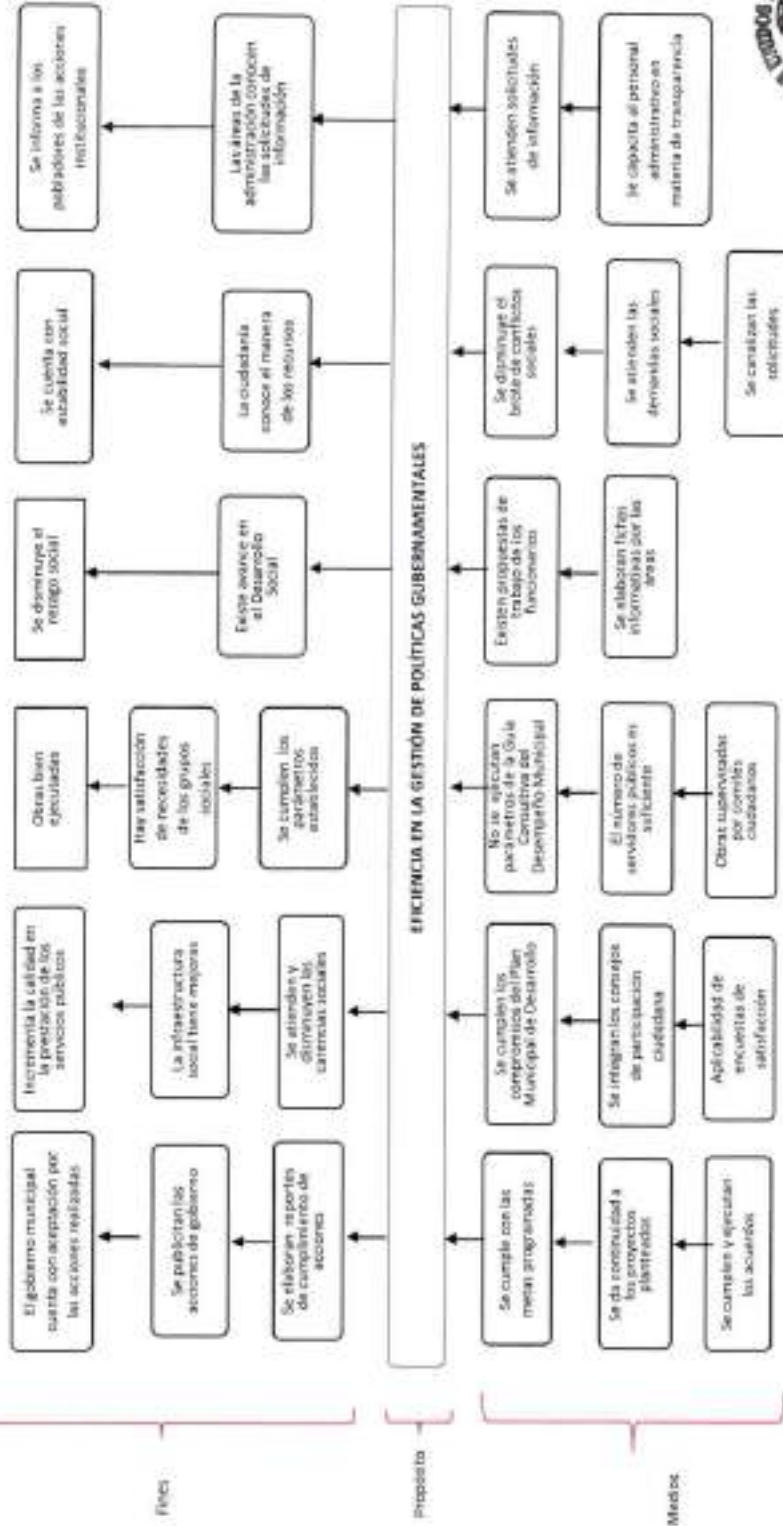 Fines
El gobierno municipal
cuenta con aceptación por
las acciones realizadas
Incrementa la calidad en
la prestación de los
servicios públicos
Obras bien
ejecutadas
Se disminuye el
rezago social
Se cuenta con
estabilidad social
Se informa a los
pobladores de las acciones
Institucionales
Se publicitan las
acciones de gobierno
La infraestructura
social tiene mejoras
Hay satisfacción
de necesidades
de los grupos
sociales
Existe avance en
el Desarrollo
Social
La ciudadanía
conoce el manera
de los recursos
Las áreas de la
administración conocen
las solicitudes de
información
Se elaboran reportes
de cumplimiento de
acciones
Se atienden y
disminuyen las
carencias sociales
Se cumplen los
parámetros
establecidos
Propósito
EFICIENCIA EN LA GESTIÓN DE POLÍTICAS GUBERNAMENTALES
Medios
Se cumple con las
metas programadas
Se cumplen los
compromisos del Plan
Municipal de Desarrollo
No se ejecutan
parámetros de la Guía
Consultiva del
Desempeño Municipal
Existen propuestas de
trabajo de los
funcionarios
Se disminuye el
brote de conflictos
sociales
Se atienden solicitudes
de información
Se da continuidad a
los proyectos
planteados
Se integran los consejos
de participación
ciudadana
El número de
servidores públicos es
suficiente
Se elaboran fichas
informativas por las
áreas
Se atienden las
demandas sociales
Se capacita al personal
administrativo en
materia de transparencia
Se cumplen y ejecutan
los acuerdos
Aplicabilidad de
encuestas de
satisfacción
Obras supervisadas
por comités
ciudadanos
Se canalizan las
solicitudes